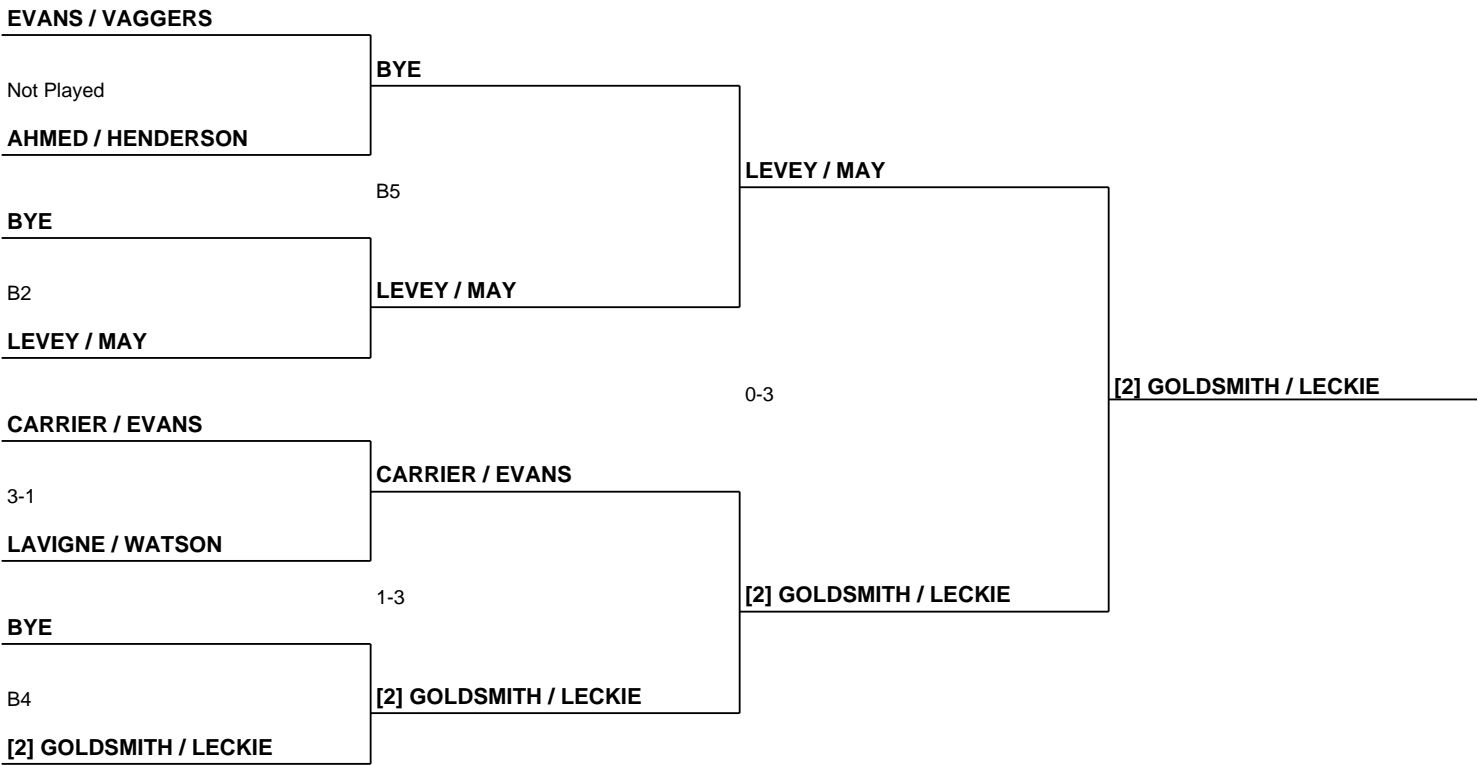 EVANS / VAGGERS
Not Played
AHMED / HENDERSON
BYE
B2
LEVEY / MAY
CARRIER / EVANS
3-1
LAVIGNE / WATSON
BYE
B4
[2] GOLDSMITH / LECKIE
BYE
B5
LEVEY / MAY
CARRIER / EVANS
1-3
[2] GOLDSMITH / LECKIE
LEVEY / MAY
0-3
[2] GOLDSMITH / LECKIE
[2] GOLDSMITH / LECKIE